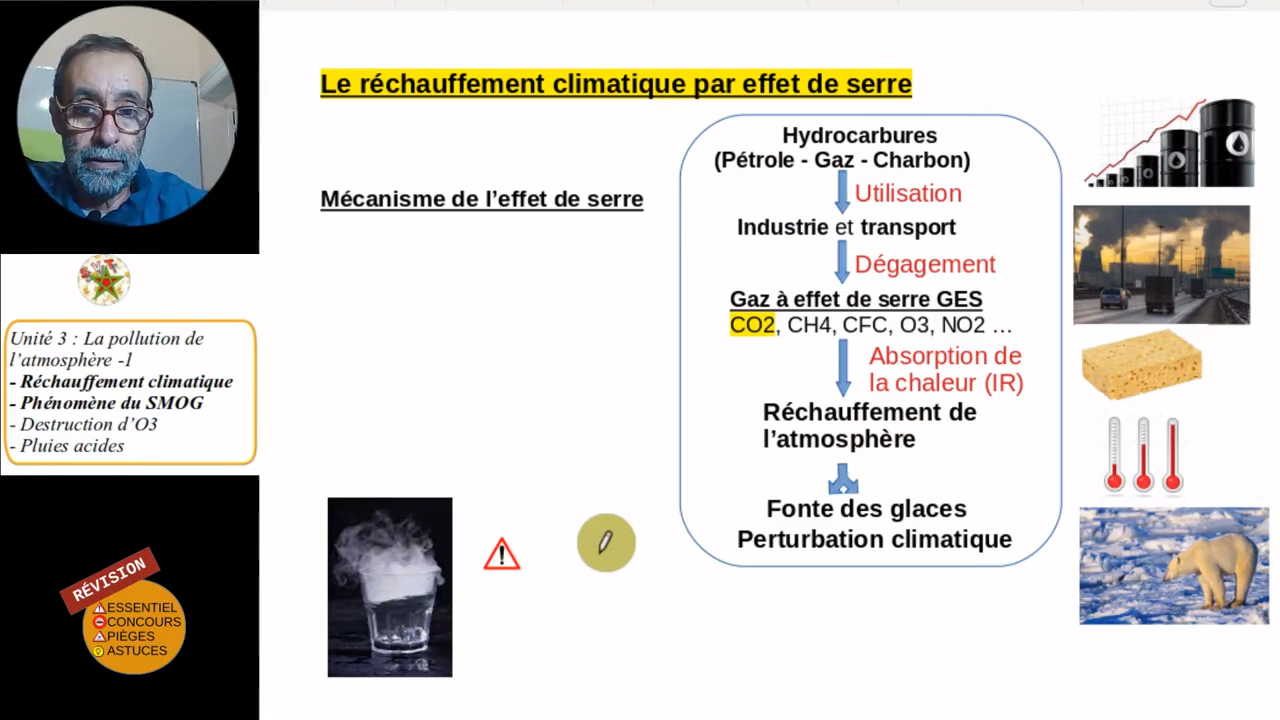 Le réchauffement climatique par effet de serre
Mécanisme de l’effet de serre
Hydrocarbures
(Pétrole - Gaz - Charbon)
Utilisation
Industrie et transport
Dégagement
Gaz à effet de serre GES
CO2, CH4, CFC, O3, NO2 ...
Absorption de
la chaleur (IR)
Réchauffement de
l’atmosphère
Fonte des glaces
Perturbation climatique
SVT
Unité 3 : La pollution de
l’atmosphère -1
- Réchauffement climatique
- Phénomène du SMOG
- Destruction d’O3
- Pluies acides
RÉVISION
ESSENTIEL
CONCOURS
PIÈGES
ASTUCES